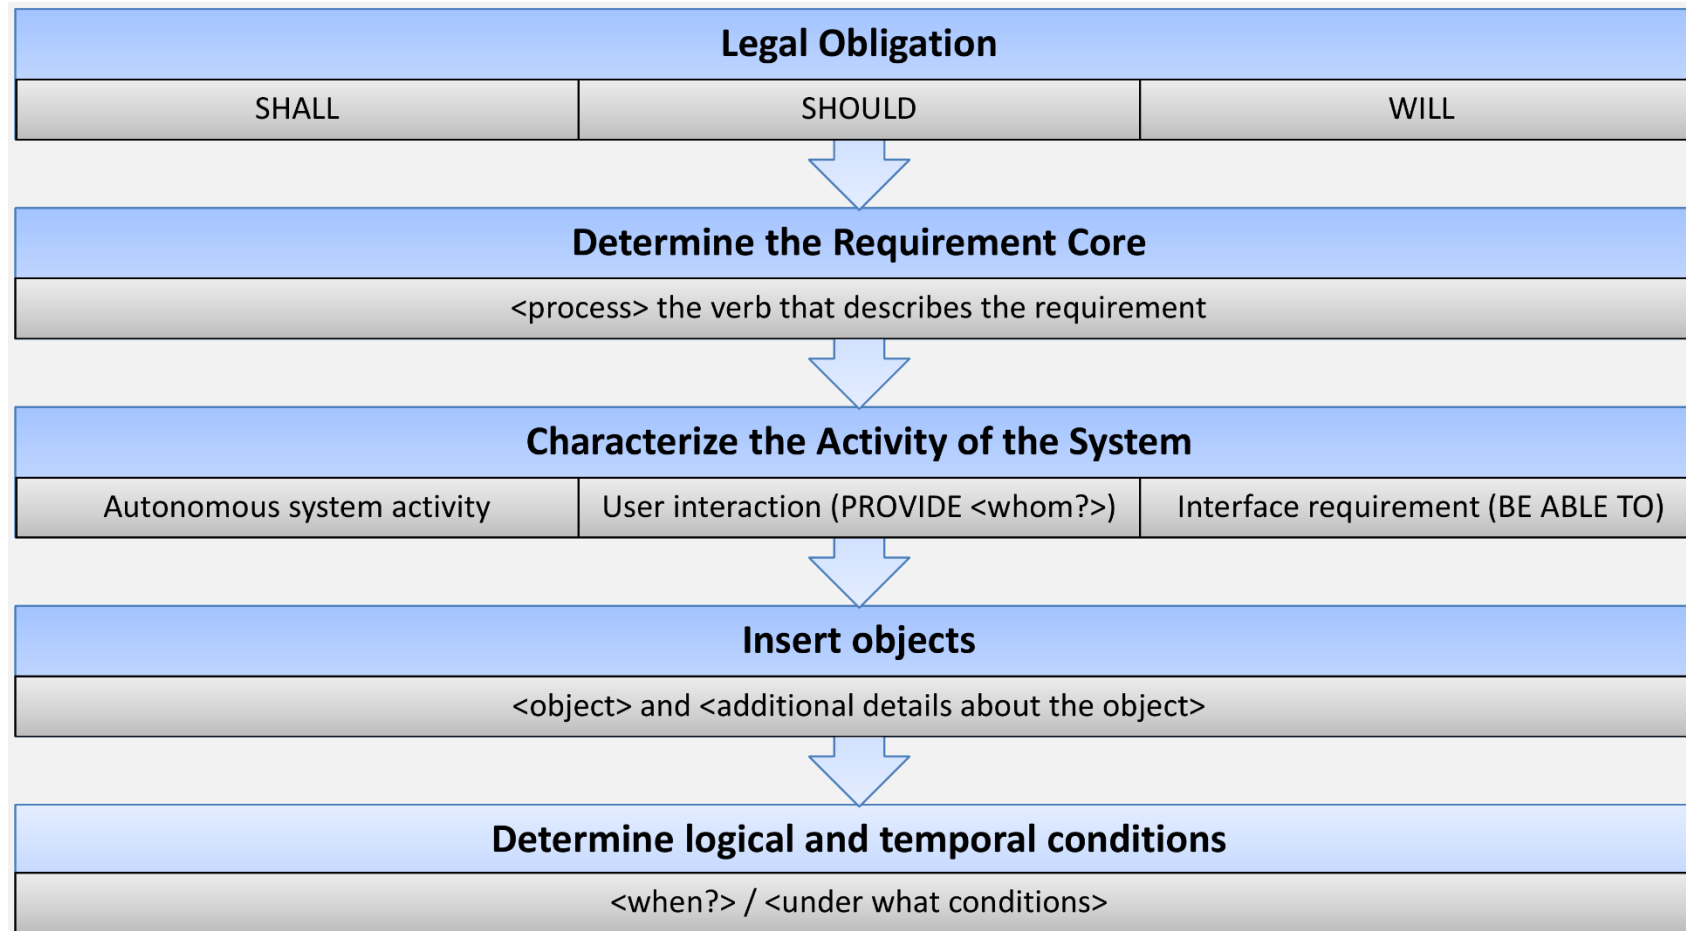 Legal Obligation
SHALL
SHOULD
WILL
Determine the Requirement Core
<process> the verb that describes the requirement
Characterize the Activity of the System
Autonomous system activity
User interaction (PROVIDE <whom?>)
Interface requirement (BE ABLE TO)
Insert objects
<object> and <additional details about the object>
Determine logical and temporal conditions
<when?> / <under what conditions>